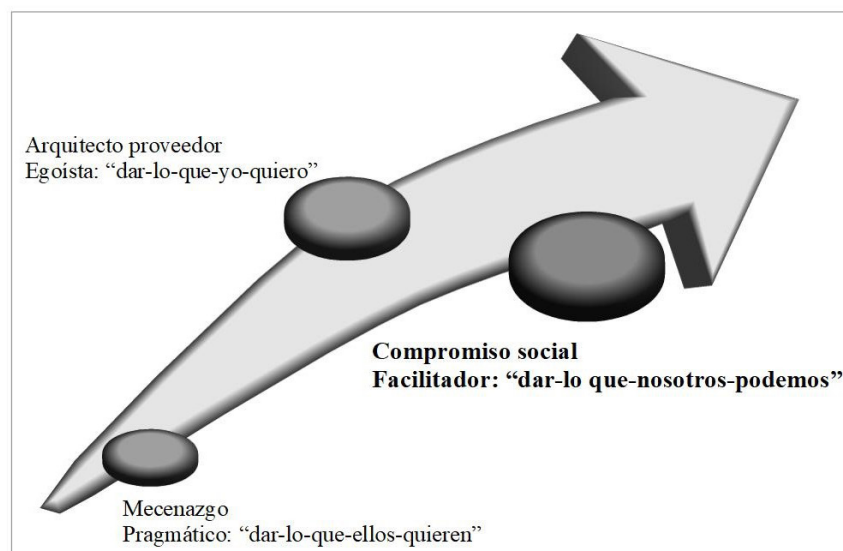 Arquitecto proveedor
Egoísta: “dar-lo-que-yo-quiero”
Compromiso social
Facilitador: “dar-lo que-nosotros-podemos”
Mecenazgo
Pragmático: “dar-lo-que-ellos-quieren”